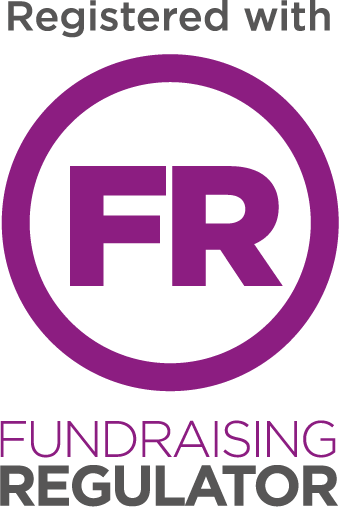 Registered with
FR
FUNDRAISING
REGULATOR